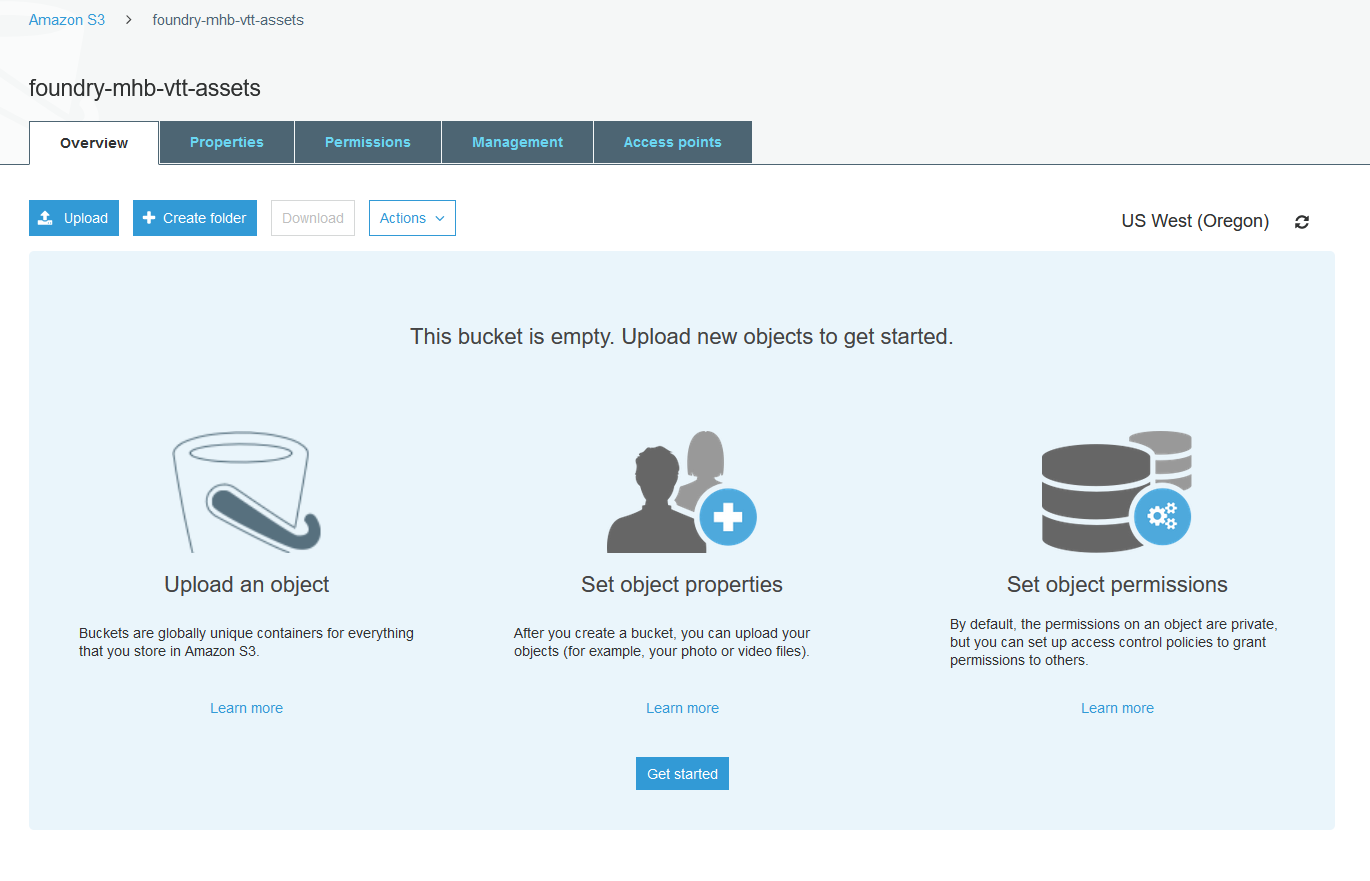 Amazon S3 > foundry-mhb-vtt-assets
foundry-mhb-vtt-assets
Overview Properties Permissions Management Access points
Upload Create folder Download Actions US West (Oregon)
This bucket is empty. Upload new objects to get started.
Upload an object
Buckets are globally unique containers for everything
that you store in Amazon S3.
Learn more
Set object properties
After you create a bucket, you can upload your
objects (for example, your photo or video files).
Learn more
Set object permissions
By default, the permissions on an object are private,
but you can set up access control policies to grant
permissions to others.
Learn more
Get started